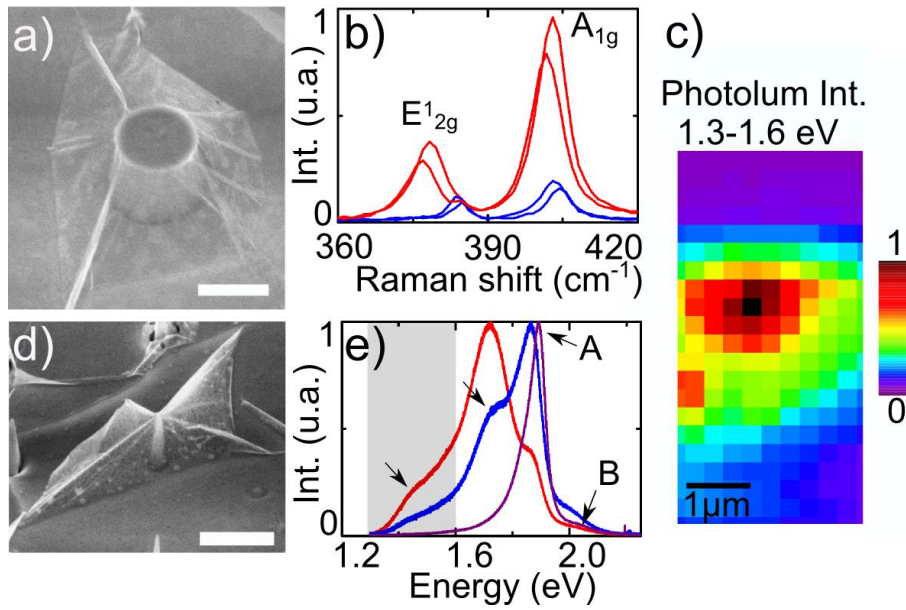 a)
b)
1
Int. (u.a.)
0
E¹₂g
A₁g
360
390
420
Raman shift (cm⁻¹)
c)
Photolum Int.
1.3-1.6 eV
1µm
1
0
d)
e)
1
Int. (u.a.)
0
A
B
1.2
1.6
2.0
Energy (eV)